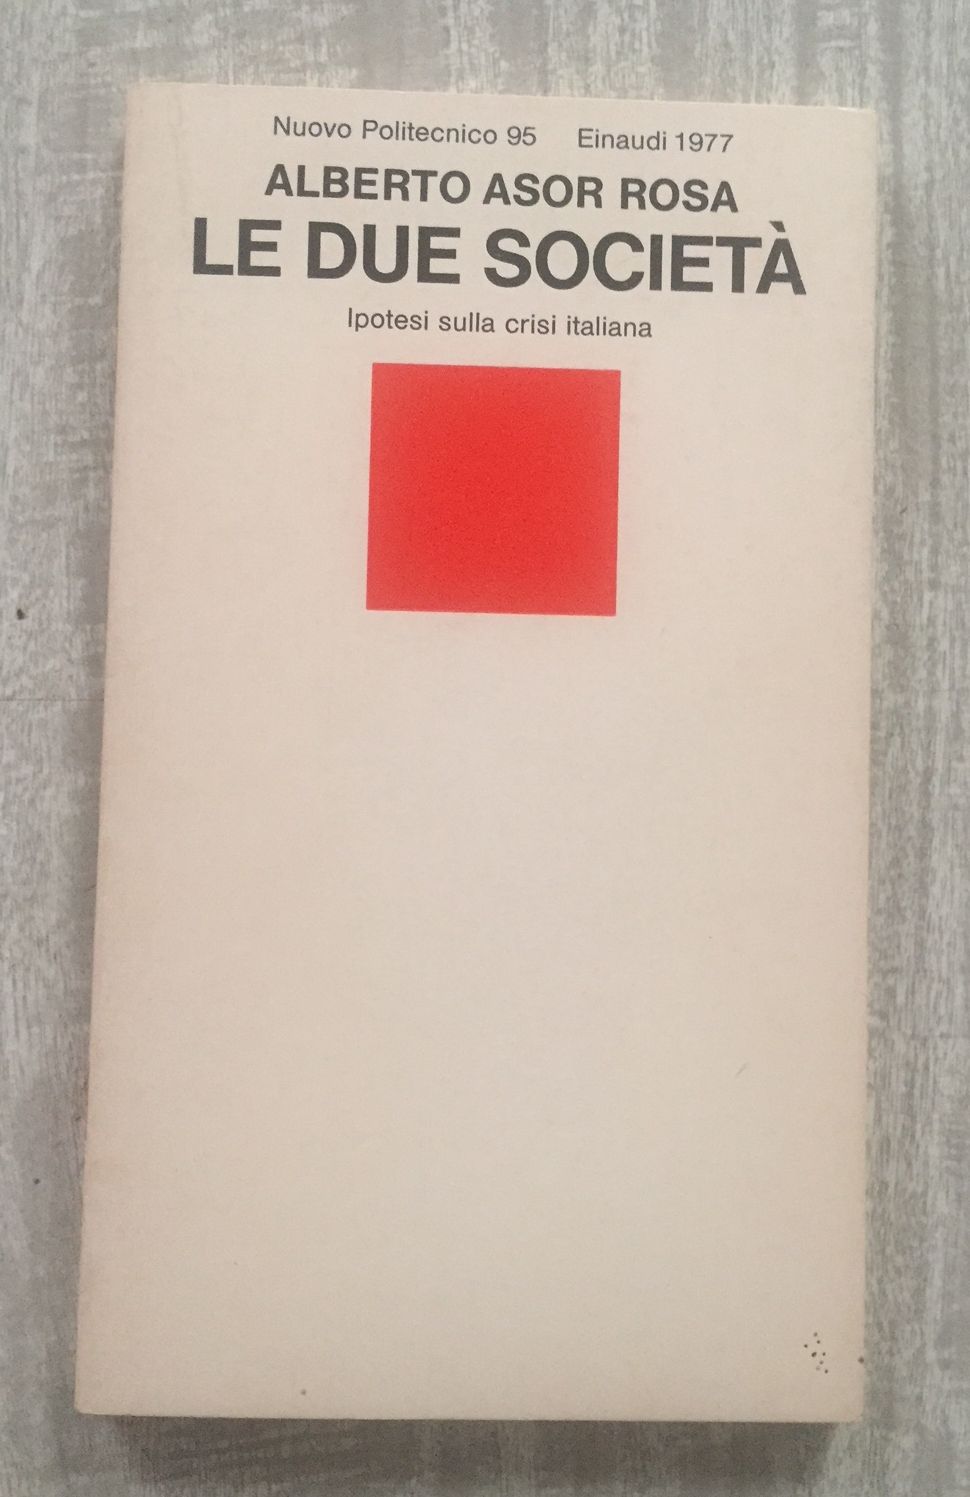 Nuovo Politecnico 95 Einaudi 1977
ALBERTO ASOR ROSA
LE DUE SOCIETÀ
Ipotesi sulla crisi italiana